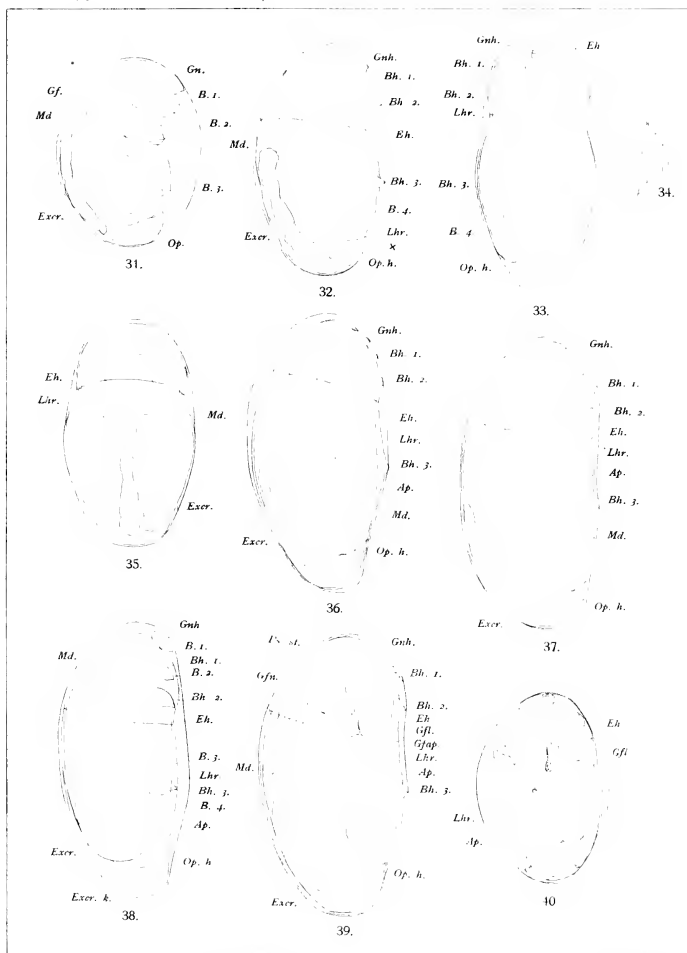 Gn.
Gf.
B. 1.
Md
B. 2.
B. 3.
Excr.
Op.
31.
Gnh.
Bh. 1.
Bh 2.
Eh.
Md.
Bh. 3.
B. 4.
Excr.
Lhr.
×
Op. h.
32.
Gnh.
Eh
Bh. 1.
Bh. 2.
Lhr.
Bh. 3.
B. 4
Op. h.
33.
34.
Eh.
Lhr.
Md.
Excr.
35.
Gnh.
Bh. 1.
Bh. 2.
Eh.
Lhr.
Bh. 3.
Ap.
Md.
Excr.
Op. h.
36.
Gnh.
Bh. 1.
Bh. 2.
Eh.
Lhr.
Ap.
Bh. 3.
Md.
Op. h.
Excr.
37.
Gnh
B. 1.
Md.
Bh. 1.
B. 2.
Bh 2.
Eh.
B. 3.
Lhr.
Bh. 3.
B. 4.
Ap.
Excr.
Op. h
Excr. k.
38.
Gnh.
Gfn.
Bh. 1.
Bh. 2.
Eh
Gfl.
Gfap.
Md.
Lhr.
Ap.
Bh. 3.
Op. h.
Excr.
39.
Eh
Gfl
Lhr.
Ap.
40